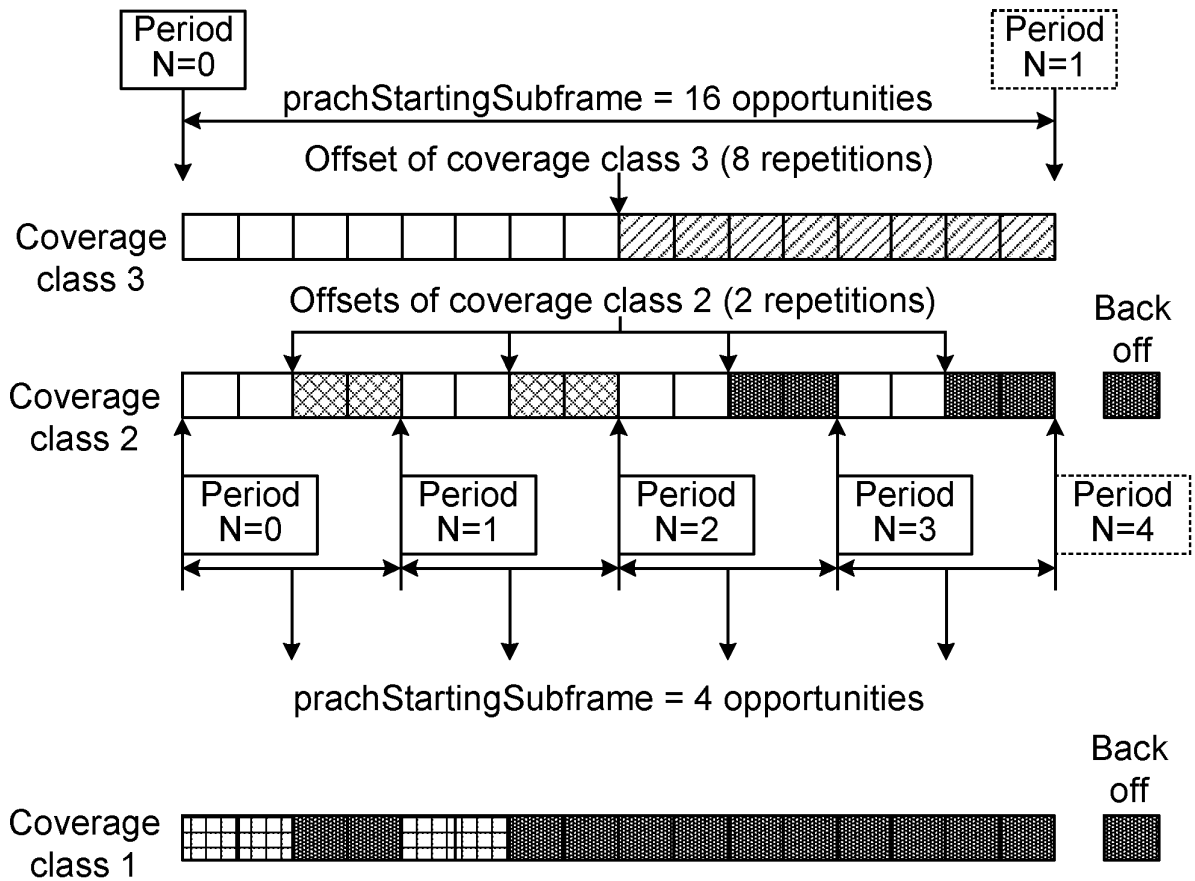 Period
N=0
Period
N=1
prachStartingSubframe = 16 opportunities
Offset of coverage class 3 (8 repetitions)
Coverage
class 3
Offsets of coverage class 2 (2 repetitions)
Back
off
Coverage
class 2
Period
N=0
Period
N=1
Period
N=2
Period
N=3
Period
N=4
prachStartingSubframe = 4 opportunities
Back
off
Coverage
class 1